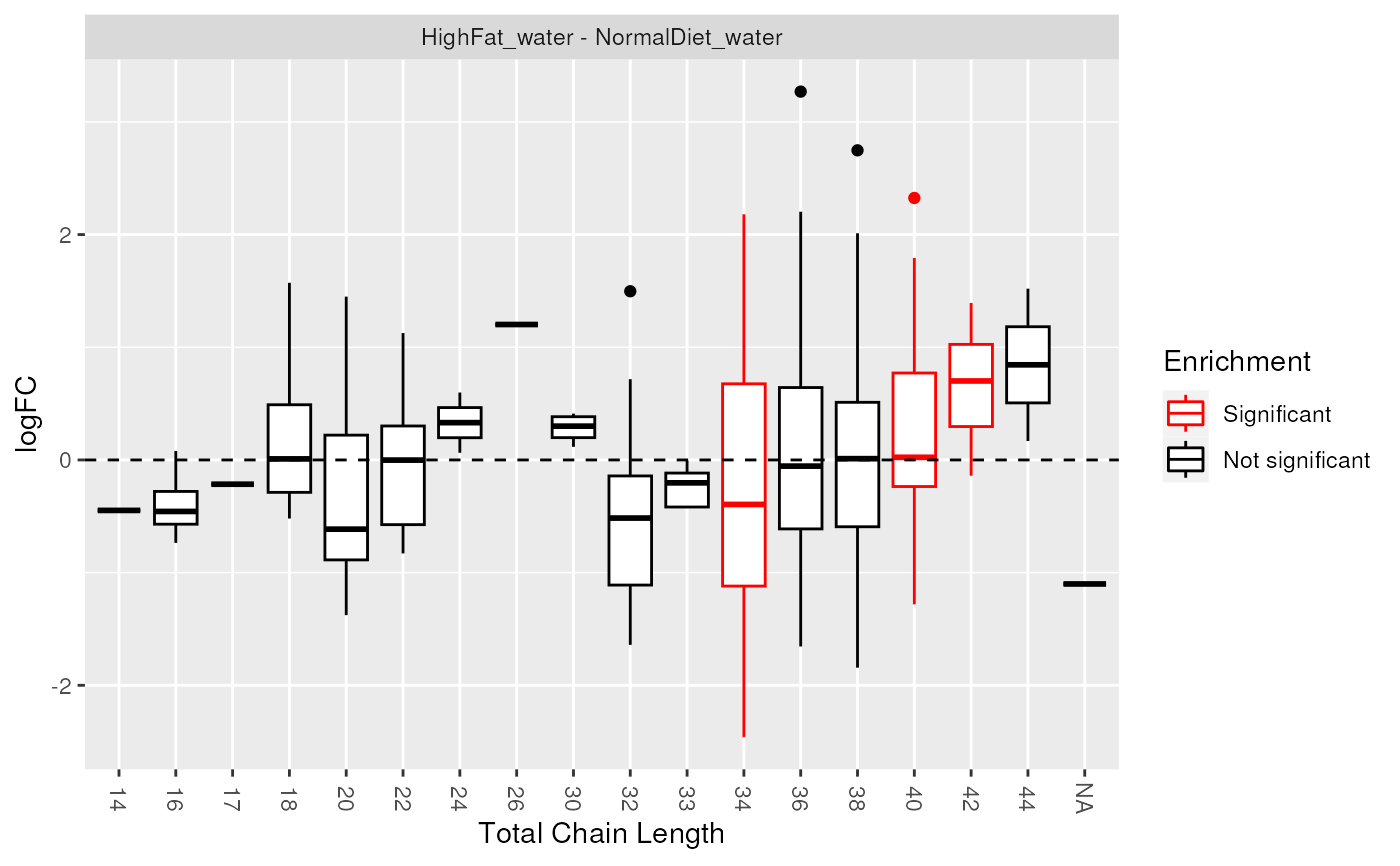 HighFat_water - NormalDiet_water
logFC
2
0
-2
14 16 17 18 20 22 24 26 30 32 33 34 36 38 40 42 44 NA
Total Chain Length
Enrichment
Significant
Not significant